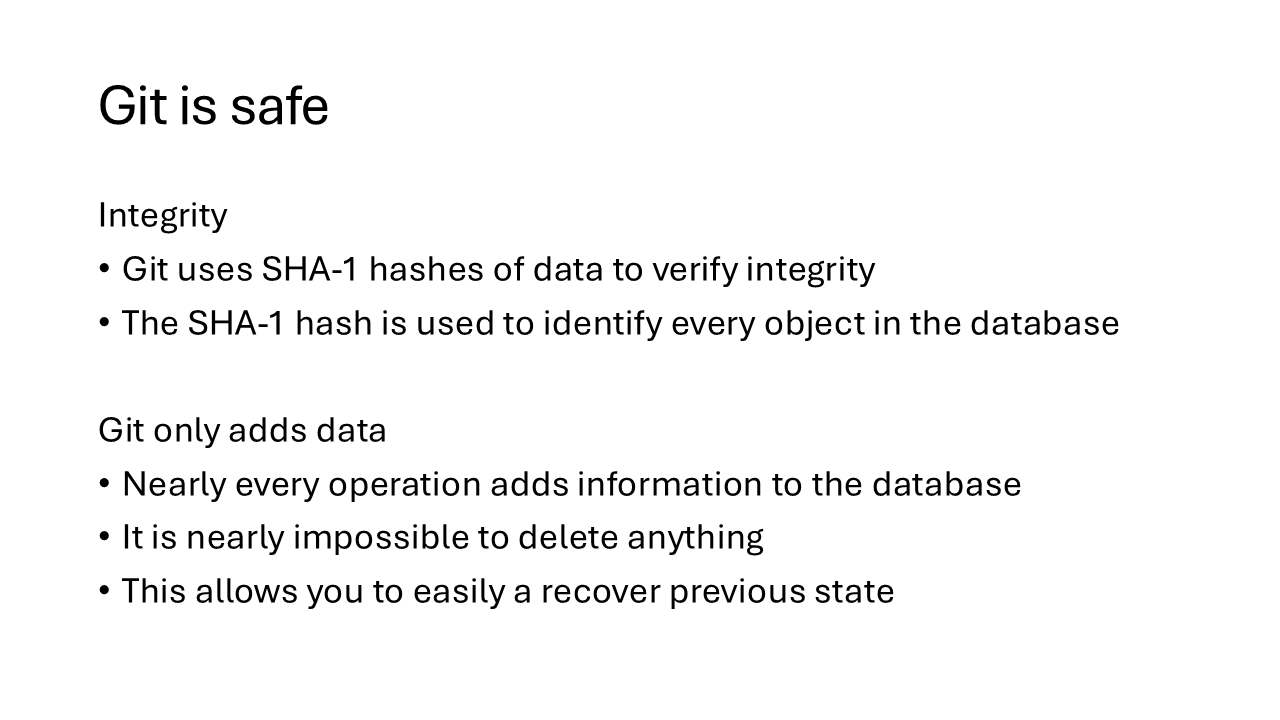 Git is safe
Integrity
• Git uses SHA-1 hashes of data to verify integrity
• The SHA-1 hash is used to identify every object in the database
Git only adds data
• Nearly every operation adds information to the database
• It is nearly impossible to delete anything
• This allows you to easily a recover previous state